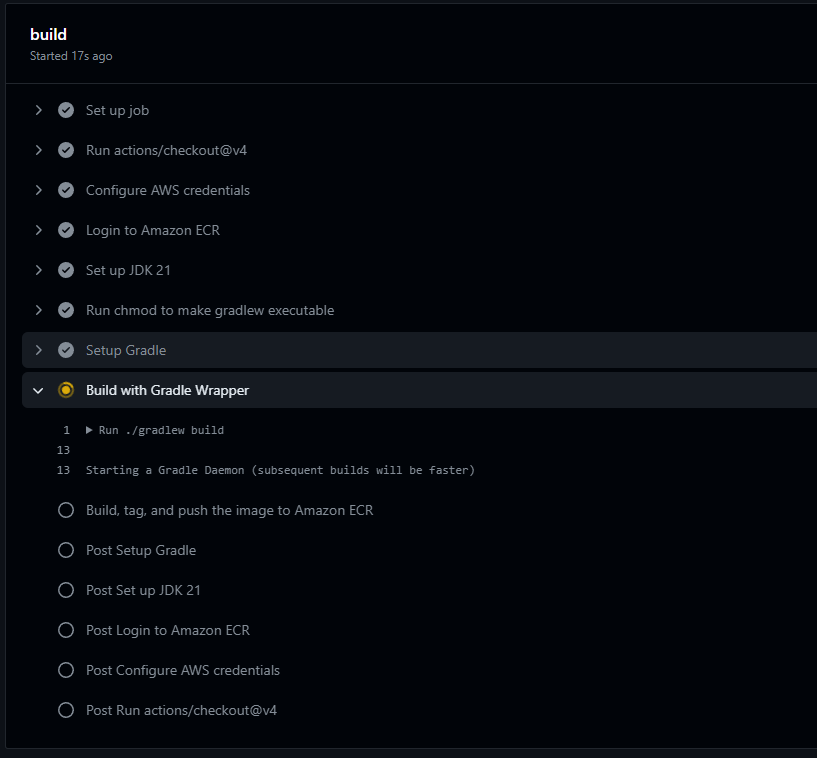 build
Started 17s ago
Set up job
Run actions/checkout@v4
Configure AWS credentials
Login to Amazon ECR
Set up JDK 21
Run chmod to make gradlew executable
Setup Gradle
Build with Gradle Wrapper
1 Run ./gradlew build
13
13 Starting a Gradle Daemon (subsequent builds will be faster)
Build, tag, and push the image to Amazon ECR
Post Setup Gradle
Post Set up JDK 21
Post Login to Amazon ECR
Post Configure AWS credentials
Post Run actions/checkout@v4